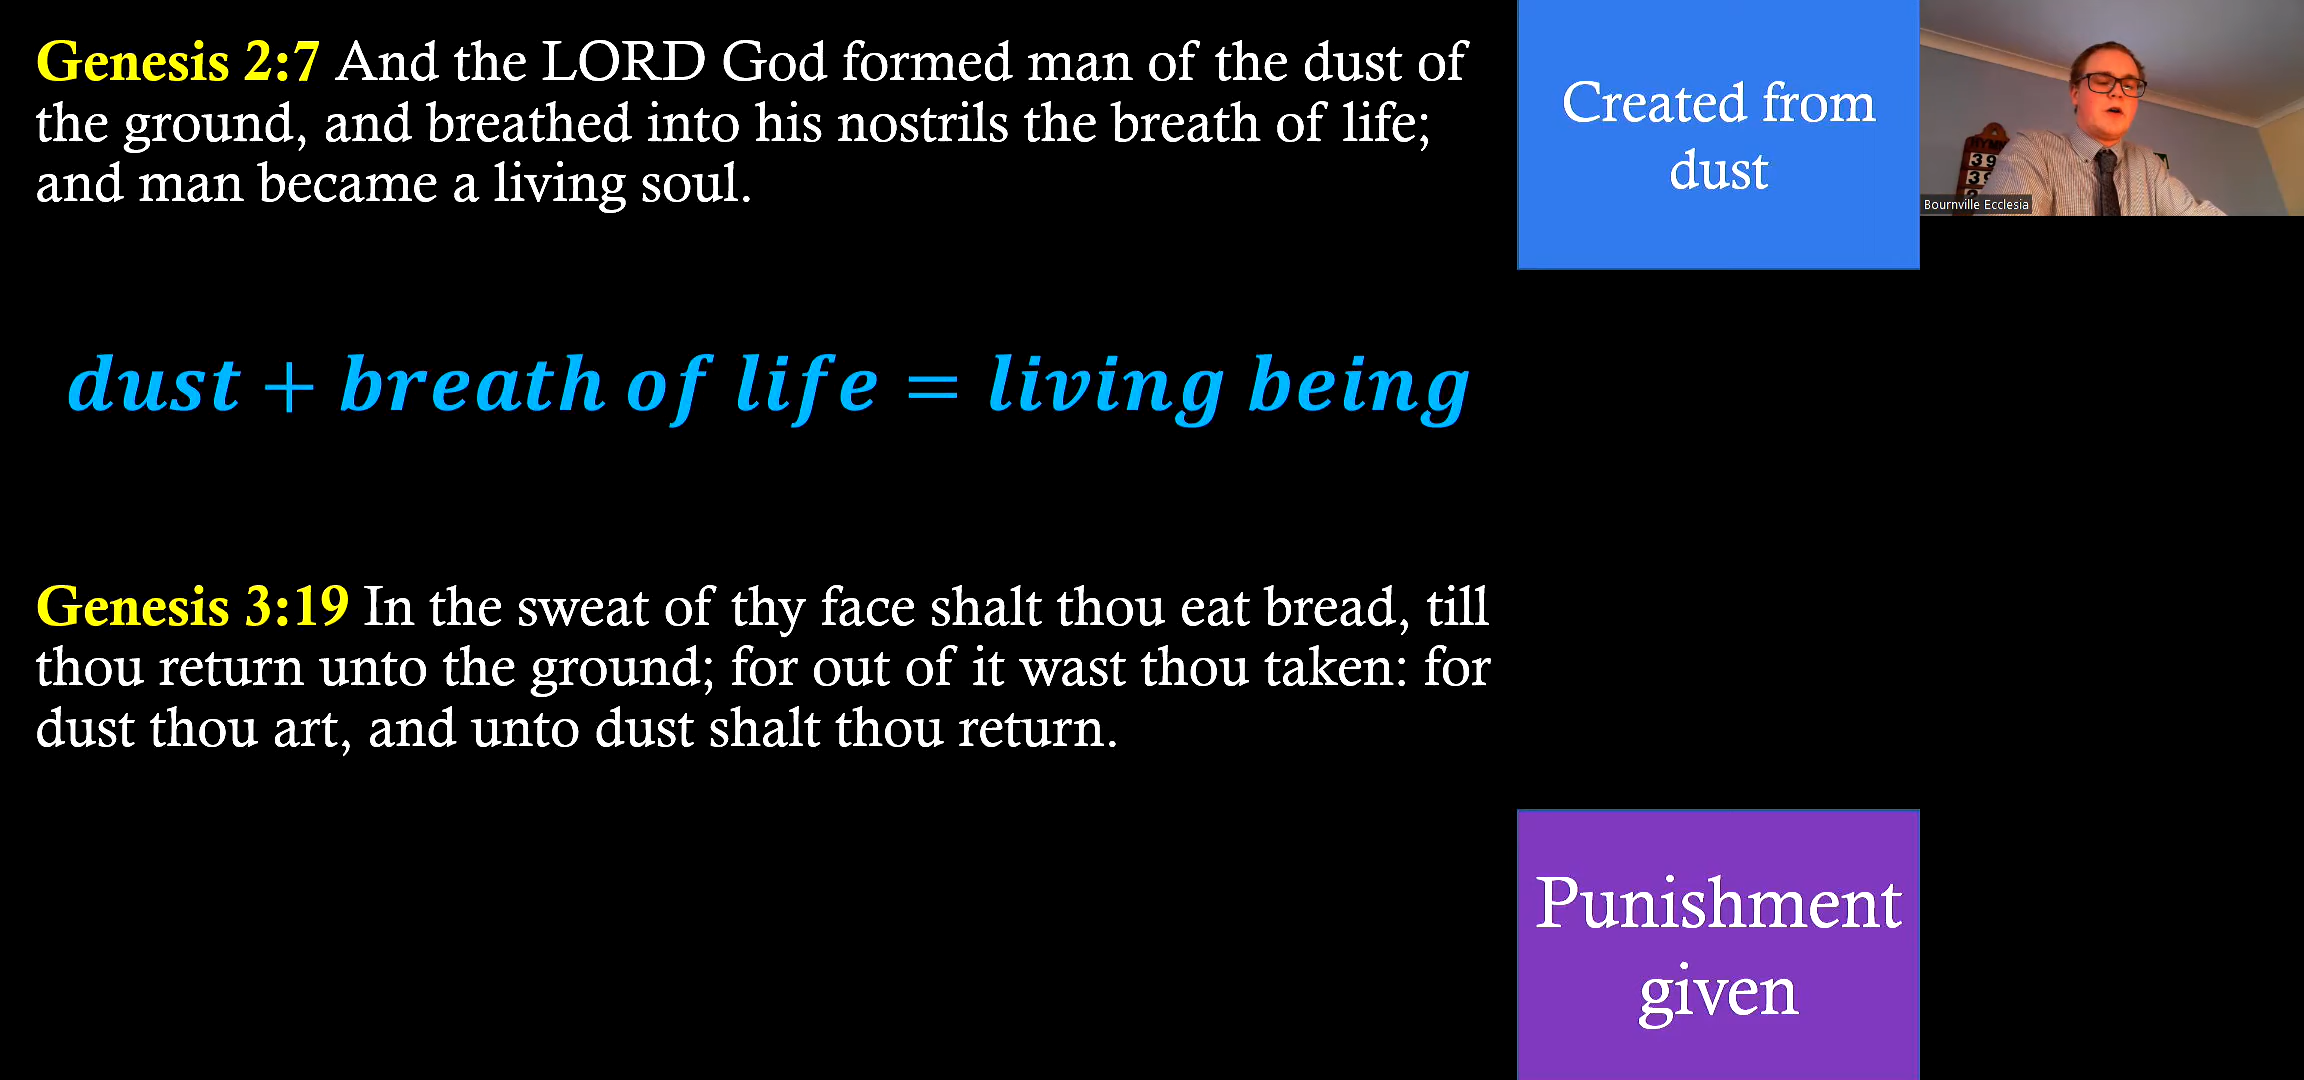 Genesis 2:7 And the LORD God formed man of the dust of
the ground, and breathed into his nostrils the breath of life;
and man became a living soul.
Created from
dust
HYMN
39
39
Bournville Ecclesia
dust + breath of life = living being
Genesis 3:19 In the sweat of thy face shalt thou eat bread, till
thou return unto the ground; for out of it wast thou taken: for
dust thou art, and unto dust shalt thou return.
Punishment
given